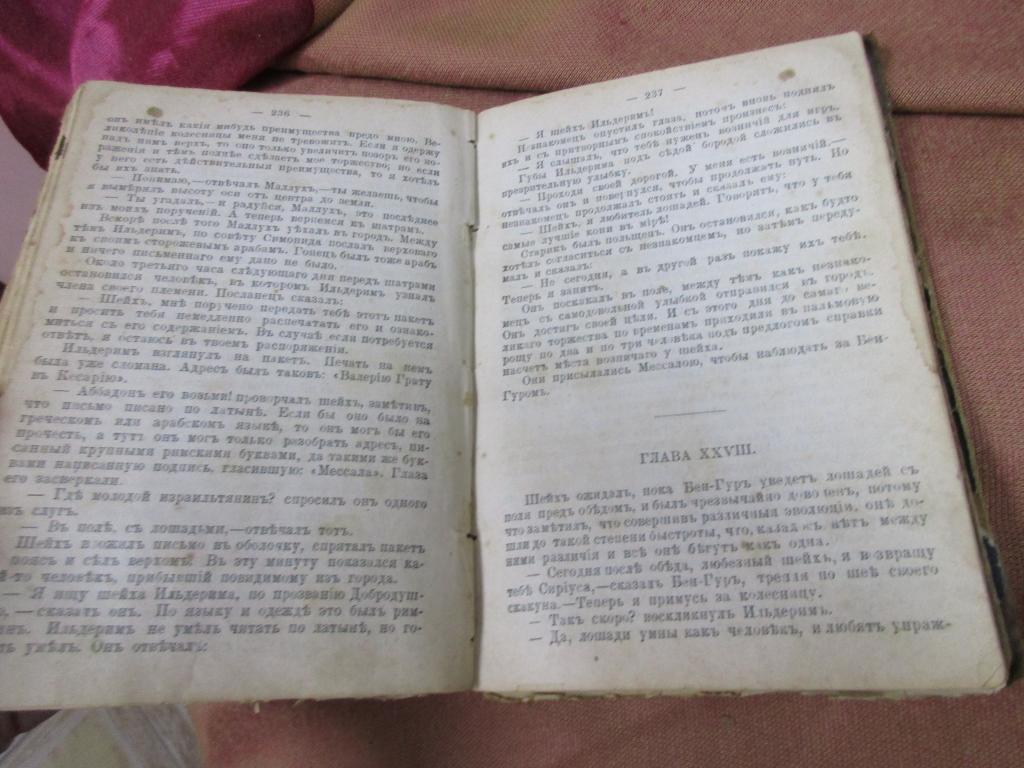 — 236 —
онъ имѣлъ какія нибудь преимущества предо мною. Ве-
ликолѣпіе колесницы меня не тревожитъ. Если я одержу
надъ нимъ верхъ, то оно только увеличитъ позоръ его по-
раженія и тѣмъ полнѣе сдѣлаетъ мое торжество; но если
у него есть дѣйствительныя преимущества, то я хотѣлъ
бы ихъ знать.
— Понимаю,—отвѣчалъ Маллухъ,—ты желаешь, чтобы
я вымѣрялъ высоту оси отъ центра до земли.
— Ты угадалъ,—и радуйся, Маллухъ, это послѣднее
изъ моихъ порученій. А теперь вернемся къ шатрамъ.
Вскорѣ послѣ того Маллухъ уѣхалъ въ городъ. Между
тѣмъ Ильдеримъ, по совѣту Симонида послалъ верховаго
къ своимъ сторожевымъ арабамъ. Гонецъ былъ тоже арабъ
и ничего письменнаго ему дано не было.
Около третьяго часа слѣдующаго дня передъ шатрами
остановился человѣкъ, въ которомъ Ильдеримъ узналъ
члена своего племени. Посланецъ сказалъ:
— Шейхъ, мнѣ поручено передать тебѣ этотъ пакетъ
и просить тебя немедленно распечатать его и ознако-
миться съ его содержаніемъ. Въ случаѣ если потребуется
отвѣтъ, я остаюсь въ твоемъ распоряженіи.
Ильдеримъ взглянулъ на пакетъ. Печать на немъ
была уже сломана. Адресъ былъ таковъ: «Валерію Грату
въ Кесарію».
— Аббадонъ его возьми! проворчалъ шейхъ, замѣтивъ,
что письмо писано по латынѣ. Если бы оно было на
греческомъ или арабскомъ языкѣ, то онъ могъ бы его
прочесть, а тутъ онъ могъ только разобрать адресъ, пи-
санный крупными римскими буквами, да такими же бук-
вами написанную подпись, гласившую: «Мессала». Глаза
его засверкали.
— Гдѣ молодой израильтянинъ? спросилъ онъ одного
изъ слугъ.
— Въ полѣ, съ лошадьми,—отвѣчалъ тотъ.
Шейхъ вложилъ письмо въ оболочку, спряталъ пакетъ
поясъ и сѣлъ верхомъ. Въ эту минуту показался ка-
й-то человѣкъ, прибывшій повидимому изъ города.
— Я ищу шейха Ильдерима, по прозванію Добродуш-
— сказалъ онъ. По языку и одеждѣ это былъ рим-
Ильдеримъ не умѣлъ читать по латынѣ, но го-
ть умѣлъ. Онъ отвѣчалъ:
— 237 —
— Я шейхъ Ильдеримъ!
Незнакомецъ опустилъ глаза, потомъ вновь поднялъ
ихъ и съ притворнымъ спокойствіемъ произнесъ:
— Я слышалъ, что тебѣ нуженъ возничій для игръ.
Губы Ильдерима подъ сѣдой бородой сложились въ
презрительную улыбку.
— Проходи своей дорогой. У меня есть возничій,—
отвѣчалъ онъ и повернулся, чтобы продолжать путь. Но
незнакомецъ продолжалъ стоять и сказалъ ему:
— Шейхъ, я любитель лошадей. Говорятъ, что у тебя
самые лучшіе кони въ мірѣ!
Старикъ былъ польщенъ. Онъ остановился, какъ будто
хотѣлъ согласиться съ незнакомцемъ, но затѣмъ переду-
малъ и сказалъ:
— Не сегодня, а въ другой разъ покажу ихъ тебѣ.
Теперь я занятъ.
Онъ поскакалъ въ поле, между тѣмъ какъ незнако-
мецъ съ самодовольной улыбкой отправился въ городъ.
Онъ достигъ своей цѣли. И съ этого дня до самаго ве-
ликаго торжества по временамъ приходили въ пальмовую
рощу по два и по три человѣка подъ предлогомъ справки
насчетъ мѣста возничаго у шейха.
Они присылались Мессалою, чтобы наблюдать за Бен-
Гуромъ.
ГЛАВА XXVIII.
Шейхъ ожидалъ, пока Бен-Гуръ уведетъ лошадей съ
поля предъ обѣдомъ, и былъ чрезвычайно доволенъ, потому
что замѣтилъ, что совершивъ различныя эволюціи, онѣ до-
шли до такой степени быстроты, что, казалось, нѣтъ между
ними различія и всѣ онѣ бѣгутъ какъ одна.
— Сегодня послѣ обѣда, любезный шейхъ, я возвращу
тебѣ Сиріуса,—сказалъ Бен-Гуръ, трепля по шеѣ своего
скакуна.—Теперь я примусь за колесницу.
— Такъ скоро? воскликнулъ Ильдеримъ.
— Да, лошади умны какъ человѣкъ, и любятъ упраж-